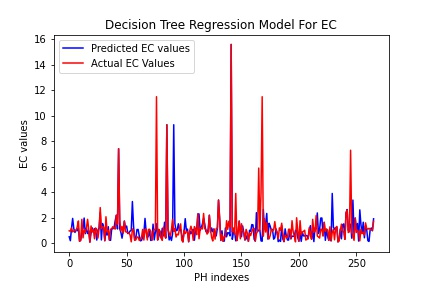 Decision Tree Regression Model For EC
Predicted EC values
Actual EC Values
EC values
16
14
12
10
8
6
4
2
0
0 50 100 150 200 250
PH indexes